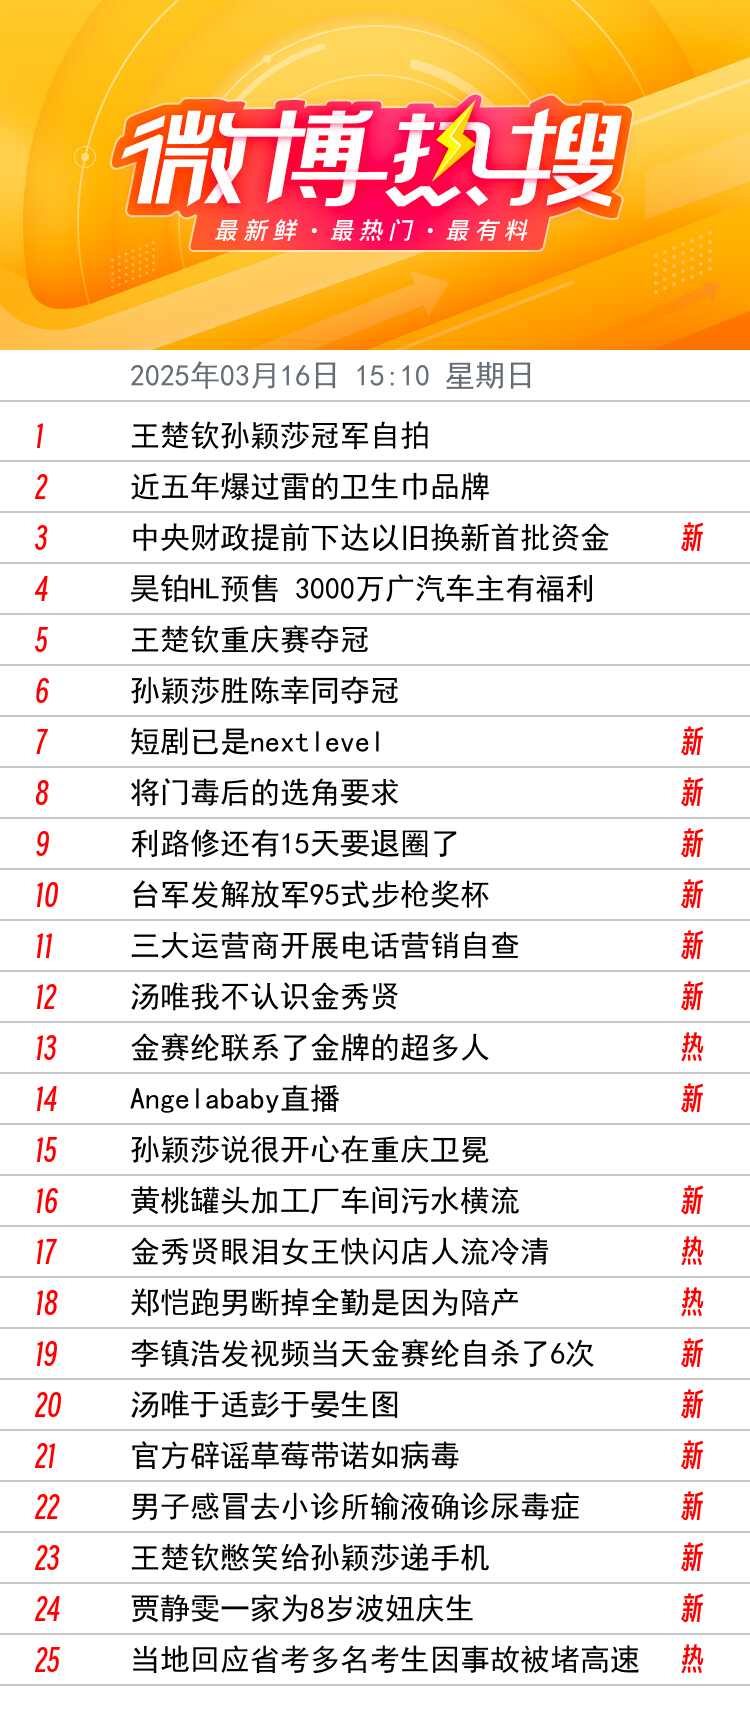 微博热搜
最新鲜·最热门·最有料
2025年03月16日 15:10 星期日
1 王楚钦孙颖莎冠军自拍
2 近五年爆过雷的卫生巾品牌
3 中央财政提前下达以旧换新首批资金 新
4 昊铂HL预售 3000万广汽车主有福利
5 王楚钦重庆赛夺冠
6 孙颖莎胜陈幸同夺冠
7 短剧已是nextlevel 新
8 将门毒后的选角要求 新
9 利路修还有15天要退圈了 新
10 台军发解放军95式步枪奖杯 新
11 三大运营商开展电话营销自查 新
12 汤唯我不认识金秀贤 新
13 金赛纶联系了金牌的超多人 热
14 Angelababy直播 新
15 孙颖莎说很开心在重庆卫冕
16 黄桃罐头加工厂车间污水横流 新
17 金秀贤眼泪女王快闪店人流冷清 热
18 郑恺跑男断掉全勤是因为陪产 热
19 李镇浩发视频当天金赛纶自杀了6次 新
20 汤唯于适彭于晏生图 新
21 官方辟谣草莓带诺如病毒 新
22 男子感冒去小诊所输液确诊尿毒症 新
23 王楚钦憋笑给孙颖莎递手机 新
24 贾静雯一家为8岁波妞庆生 新
25 当地回应省考多名考生因事故被堵高速 热